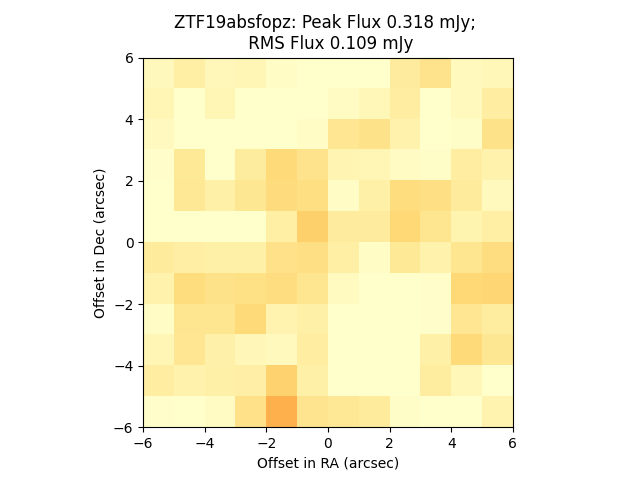 ZTF19absfopz: Peak Flux 0.318 mJy;
RMS Flux 0.109 mJy
6
4
2
0
−2
−4
−6
Offset in Dec (arcsec)
−6 −4 −2 0 2 4 6
Offset in RA (arcsec)